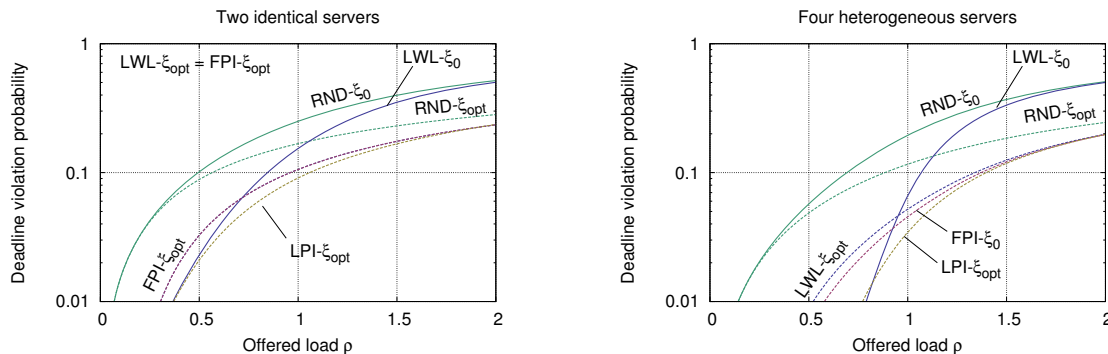 Two identical servers
1
LWL-ξopt = FPI-ξopt
LWL-ξ0
RND-ξ0
RND-ξopt
Deadline violation probability
0.1
FPI-ξopt
LPI-ξopt
0.01
0 0.5 1 1.5 2
Offered load ρ
Four heterogeneous servers
1
LWL-ξ0
RND-ξ0
RND-ξopt
Deadline violation probability
0.1
LWL-ξopt
FPI-ξ0
LPI-ξopt
0.01
0 0.5 1 1.5 2
Offered load ρ